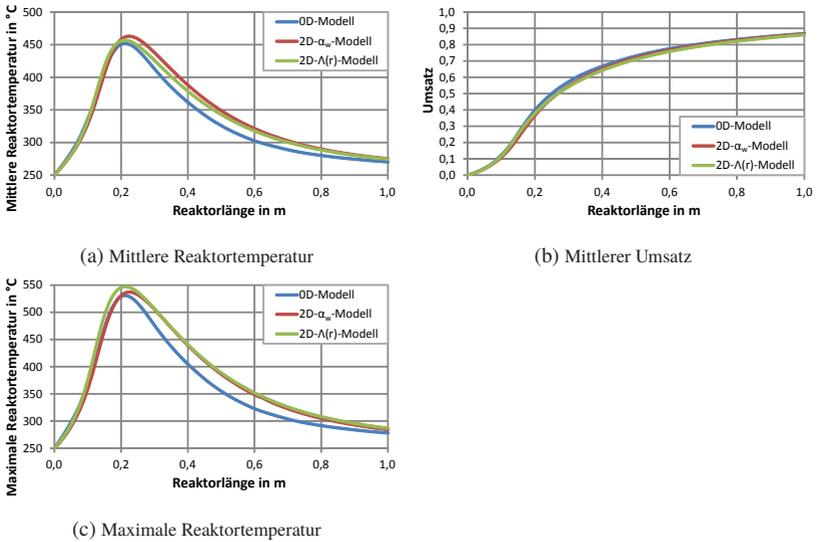 Mittlere Reaktortemperatur in °C
500
450
400
350
300
250
0,0 0,2 0,4 0,6 0,8 1,0
Reaktorlänge in m
0D-Modell
2D-αw-Modell
2D-Λ(r)-Modell
(a) Mittlere Reaktortemperatur
Umsatz
1,0
0,9
0,8
0,7
0,6
0,5
0,4
0,3
0,2
0,1
0,0
0,0 0,2 0,4 0,6 0,8 1,0
Reaktorlänge in m
0D-Modell
2D-αw-Modell
2D-Λ(r)-Modell
(b) Mittlerer Umsatz
Maximale Reaktortemperatur in °C
550
500
450
400
350
300
250
0,0 0,2 0,4 0,6 0,8 1,0
Reaktorlänge in m
0D-Modell
2D-αw-Modell
2D-Λ(r)-Modell
(c) Maximale Reaktortemperatur